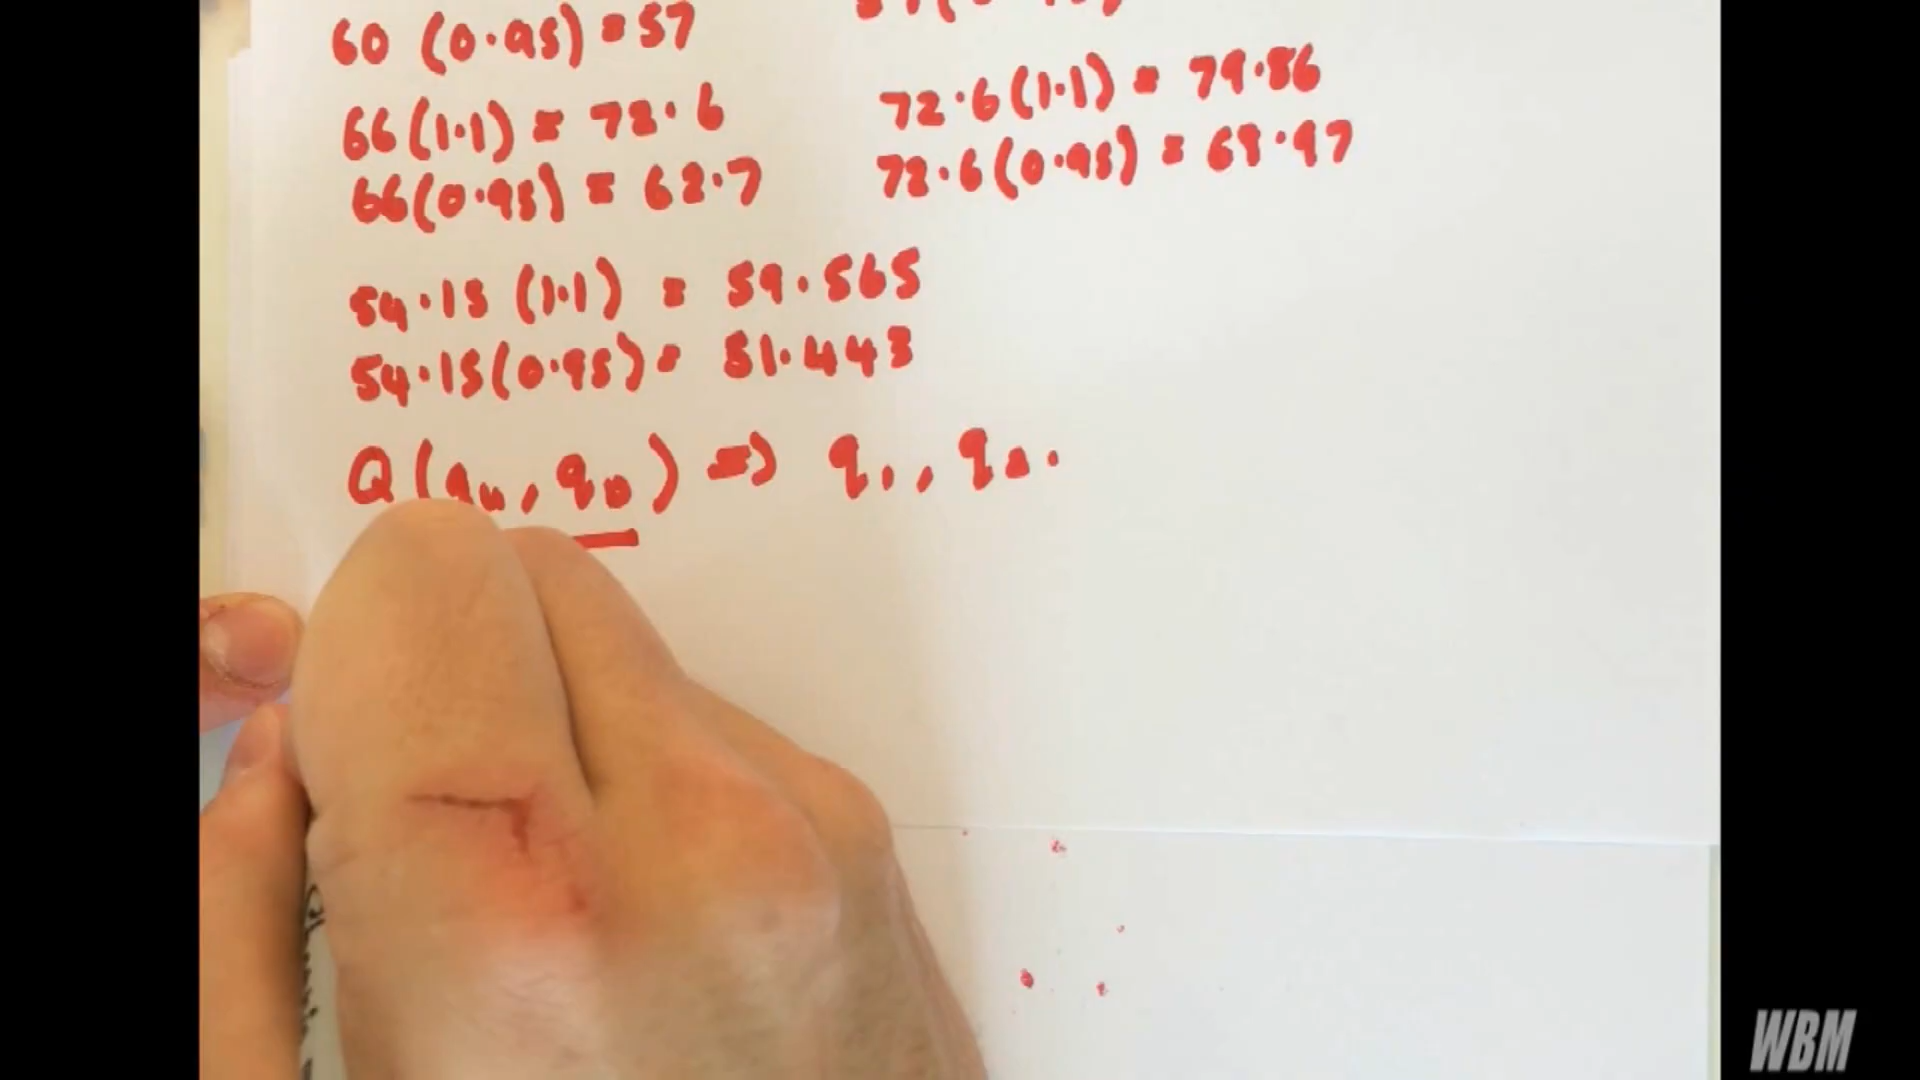 60 (0.95) = 57
66(1.1) = 72.6
66(0.95) = 62.7
72.6(1.1) = 79.86
72.6(0.95) = 68.97
54.15 (1.1) = 59.565
54.15(0.95) = 51.443
Q(qu, qD) => q1, q2.
WBM